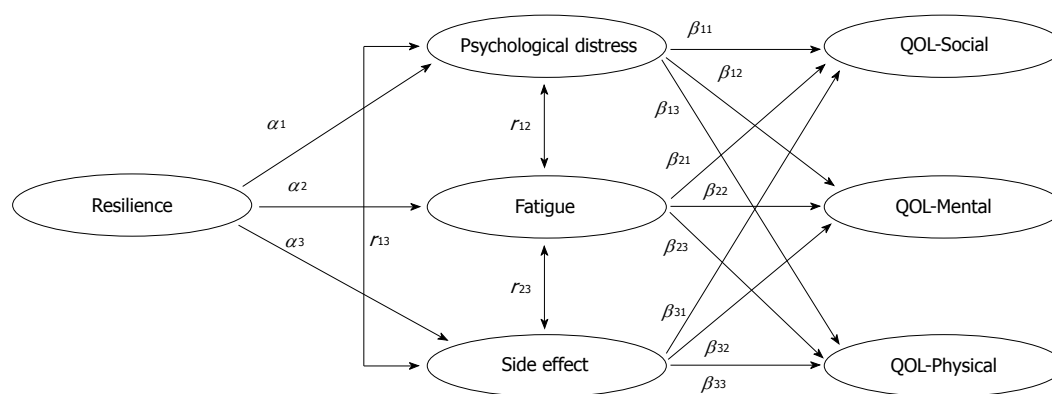 Psychological distress
β11
QOL-Social
β12
β13
α1
r12
β21
α2
β22
Resilience
Fatigue
QOL-Mental
α3
r13
β23
r23
β31
β32
Side effect
QOL-Physical
β33